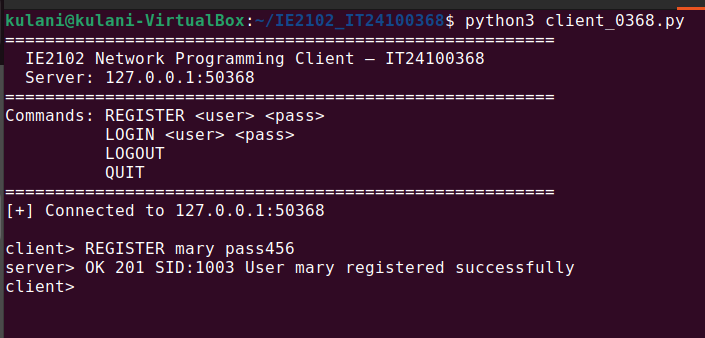 kulani@kulani-VirtualBox:~/IE2102_IT24100368$ python3 client_0368.py
=======================================================
  IE2102 Network Programming Client — IT24100368
  Server: 127.0.0.1:50368
=======================================================
Commands: REGISTER <user> <pass>
          LOGIN <user> <pass>
          LOGOUT
          QUIT
=======================================================
[+] Connected to 127.0.0.1:50368

client> REGISTER mary pass456
server> OK 201 SID:1003 User mary registered successfully
client>